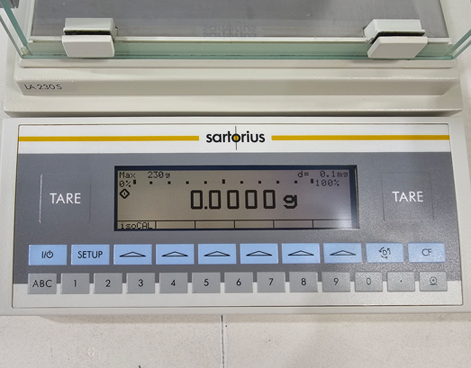 LA 230 S
sartorius
Max 230g d= 0.1mg
0% 100%
TARE 0.0000 g TARE
isoCAL
I/⏻ SETUP CF
ABC 1 2 3 4 5 6 7 8 9 0 .